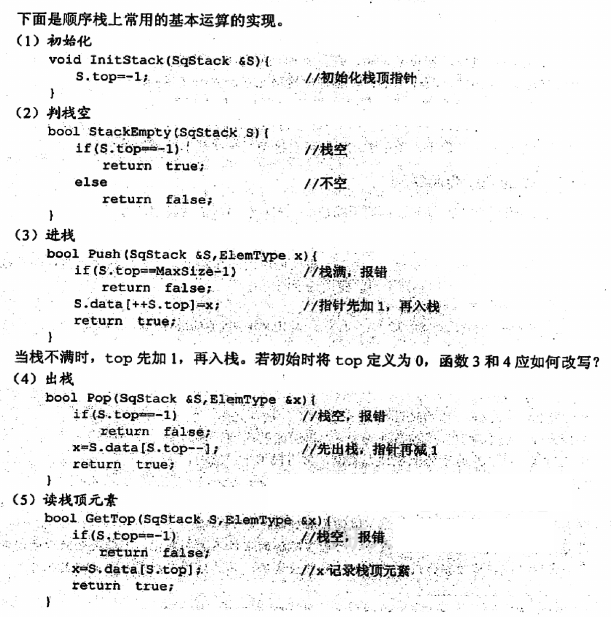 下面是顺序栈上常用的基本运算的实现。
(1) 初始化
void InitStack(SqStack &S){
S.top=-1; //初始化栈顶指针
}
(2) 判栈空
bool StackEmpty(SqStack S){
if(S.top==-1) //栈空
return true;
else //不空
return false;
}
(3) 进栈
bool Push(SqStack &S,ElemType x){
if(S.top==MaxSize-1) //栈满，报错
return false;
S.data[++S.top]=x; //指针先加 1，再入栈
return true;
}
当栈不满时，top 先加 1，再入栈。若初始时将 top 定义为 0，函数 3 和 4 应如何改写？
(4) 出栈
bool Pop(SqStack &S,ElemType &x){
if(S.top==-1) //栈空，报错
return false;
x=S.data[S.top--]; //先出栈，指针再减 1
return true;
}
(5) 读栈顶元素
bool GetTop(SqStack S,ElemType &x){
if(S.top==-1) //栈空，报错
return false;
x=S.data[S.top]; //x 记录栈顶元素
return true;
}